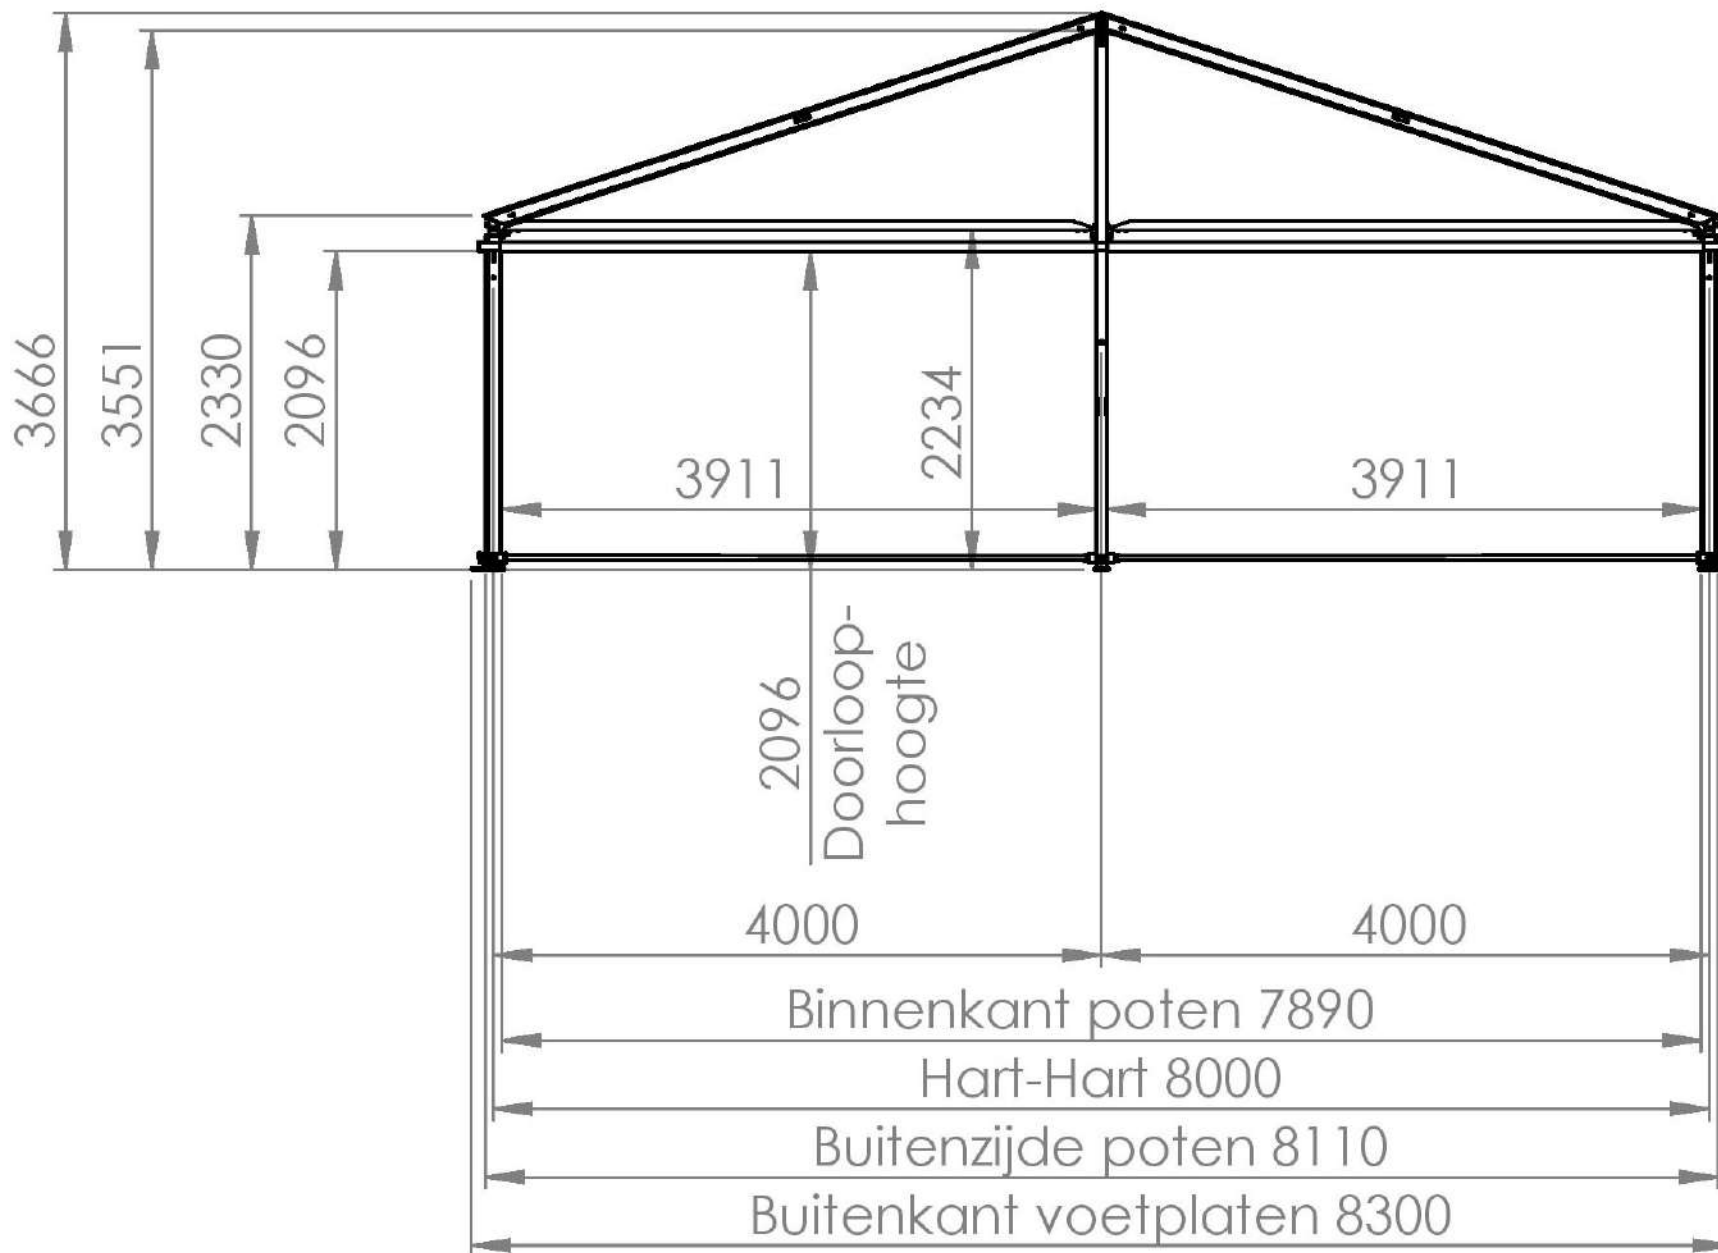 3666
3551
2330
2096
2234
3911
3911
2096
Doorloop-
hoogte
4000
4000
Binnenkant poten 7890
Hart-Hart 8000
Buitenzijde poten 8110
Buitenkant voetplaten 8300